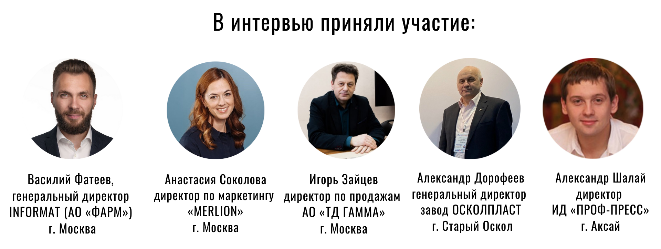 В интервью приняли участие:
Василий Фатеев,
генеральный директор
INFORMAT (АО «ФАРМ»)
г. Москва
Анастасия Соколова
директор по маркетингу
«MERLION»
г. Москва
Игорь Зайцев
директор по продажам
АО «ТД ГАММА»
г. Москва
Александр Дорофеев
генеральный директор
завод ОСКОЛПЛАСТ
г. Старый Оскол
Александр Шалай
директор
ИД «ПРОФ-ПРЕСС»
г. Аксай